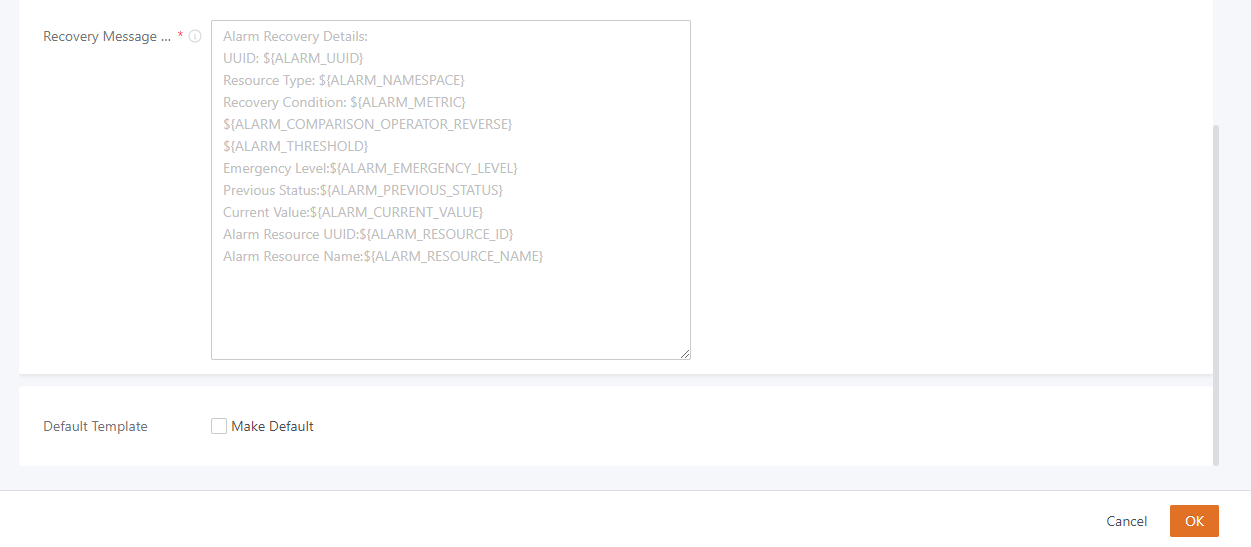 Recovery Message ... *
Alarm Recovery Details:
UUID: ${ALARM_UUID}
Resource Type: ${ALARM_NAMESPACE}
Recovery Condition: ${ALARM_METRIC}
${ALARM_COMPARISON_OPERATOR_REVERSE}
${ALARM_THRESHOLD}
Emergency Level:${ALARM_EMERGENCY_LEVEL}
Previous Status:${ALARM_PREVIOUS_STATUS}
Current Value:${ALARM_CURRENT_VALUE}
Alarm Resource UUID:${ALARM_RESOURCE_ID}
Alarm Resource Name:${ALARM_RESOURCE_NAME}
Default Template
Make Default
Cancel
OK